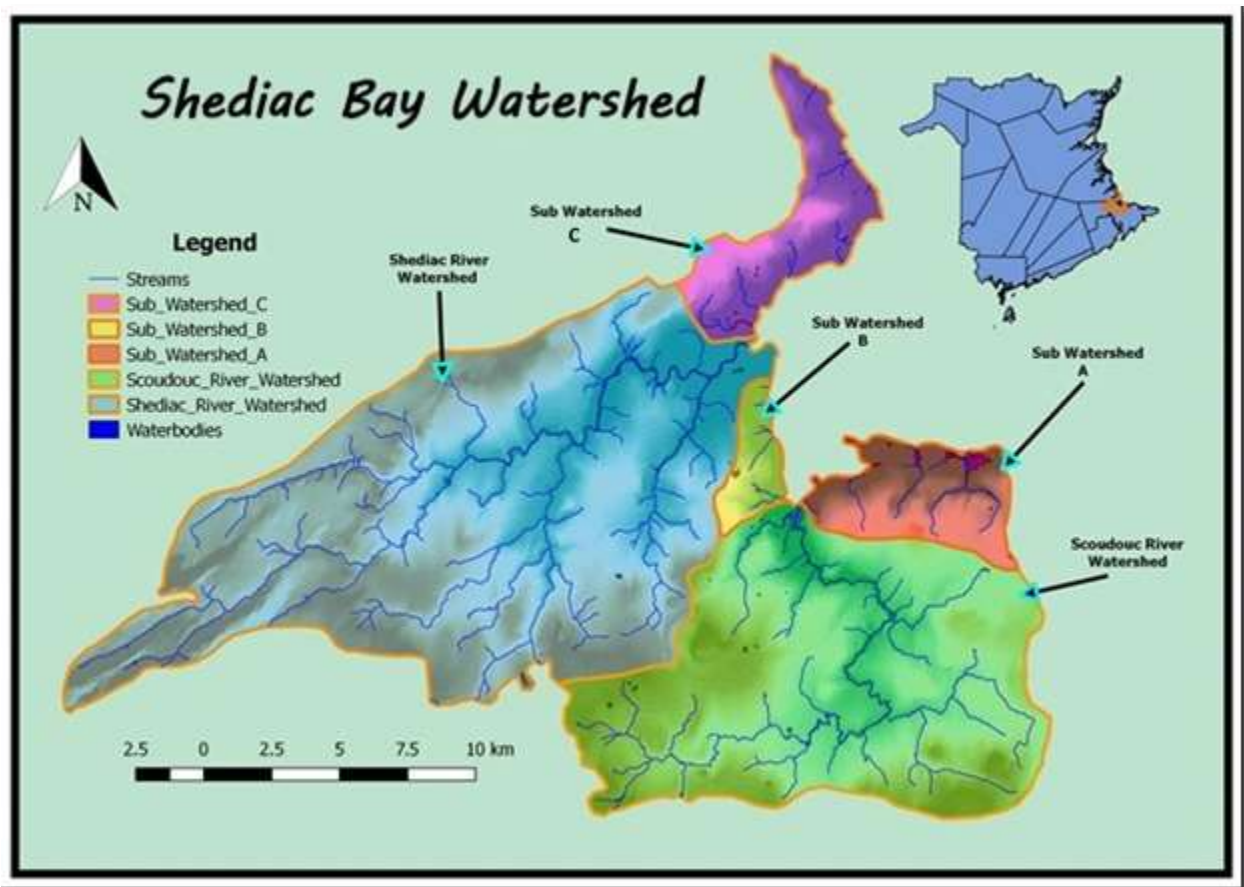 Shediac Bay Watershed
N
Legend
Streams
Sub_Watershed_C
Sub_Watershed_B
Sub_Watershed_A
Scoudouc_River_Watershed
Shediac_River_Watershed
Waterbodies
Sub Watershed
C
Shediac River
Watershed
Sub Watershed
B
Sub Watershed
A
Scoudouc River
Watershed
2.5 0 2.5 5 7.5 10 km